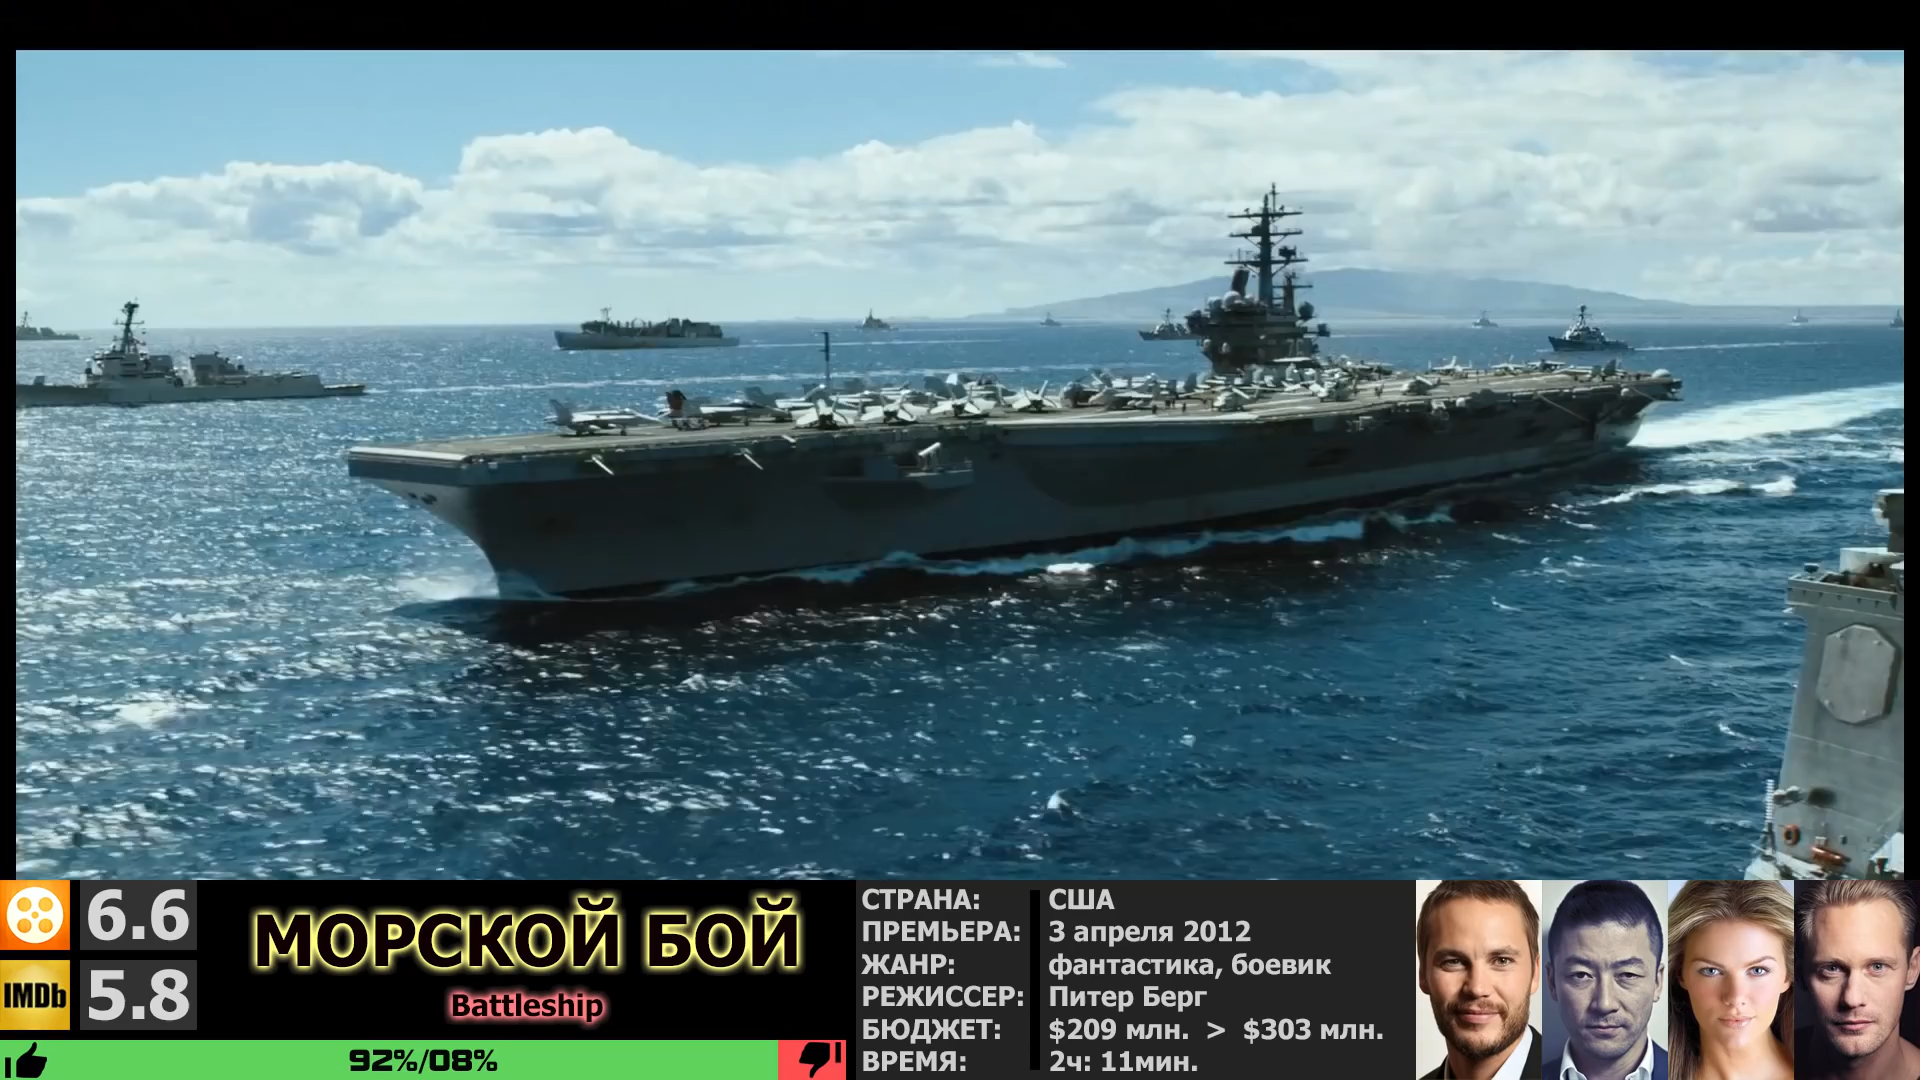 6.6
IMDb
5.8
МОРСКОЙ БОЙ
Battleship
92%/08%
СТРАНА: США
ПРЕМЬЕРА: 3 апреля 2012
ЖАНР: фантастика, боевик
РЕЖИССЕР: Питер Берг
БЮДЖЕТ: $209 млн. > $303 млн.
ВРЕМЯ: 2ч: 11мин.